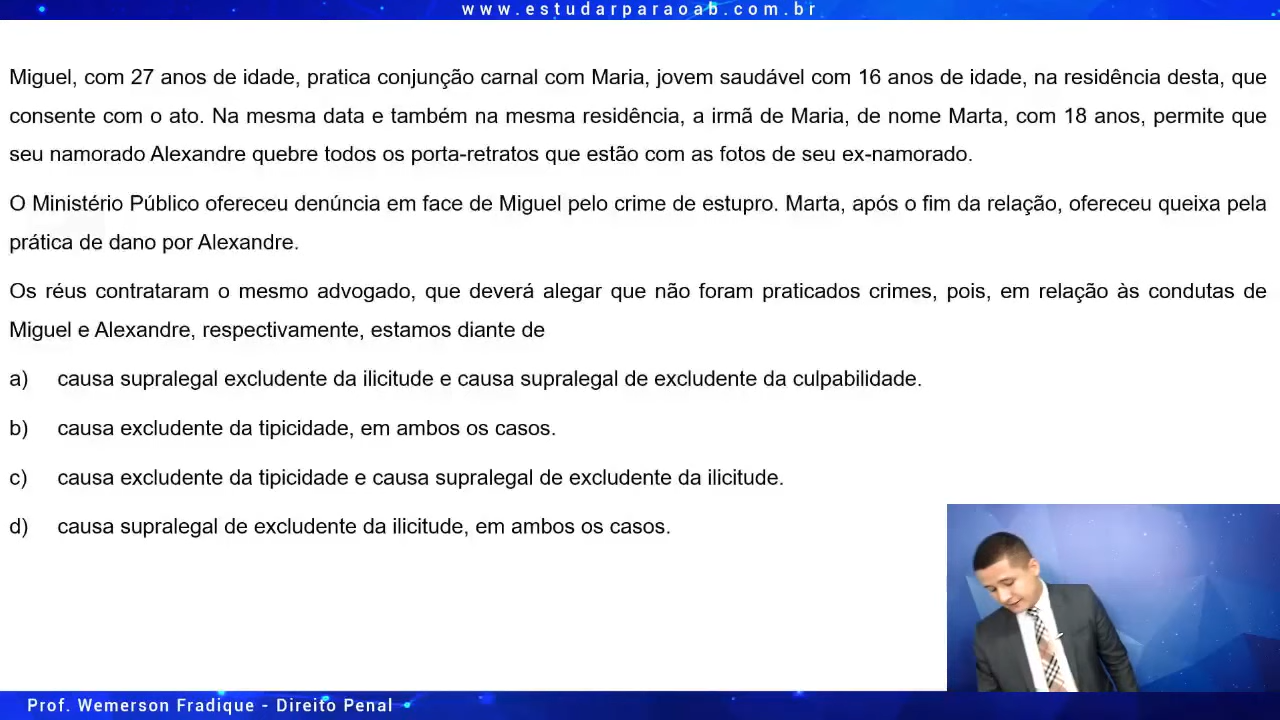 www.estudarparaoab.com.br
Miguel, com 27 anos de idade, pratica conjunção carnal com Maria, jovem saudável com 16 anos de idade, na residência desta, que
consente com o ato. Na mesma data e também na mesma residência, a irmã de Maria, de nome Marta, com 18 anos, permite que
seu namorado Alexandre quebre todos os porta-retratos que estão com as fotos de seu ex-namorado.
O Ministério Público ofereceu denúncia em face de Miguel pelo crime de estupro. Marta, após o fim da relação, ofereceu queixa pela
prática de dano por Alexandre.
Os réus contrataram o mesmo advogado, que deverá alegar que não foram praticados crimes, pois, em relação às condutas de
Miguel e Alexandre, respectivamente, estamos diante de
a) causa supralegal excludente da ilicitude e causa supralegal de excludente da culpabilidade.
b) causa excludente da tipicidade, em ambos os casos.
c) causa excludente da tipicidade e causa supralegal de excludente da ilicitude.
d) causa supralegal de excludente da ilicitude, em ambos os casos.
Prof. Wemerson Fradique - Direito Penal